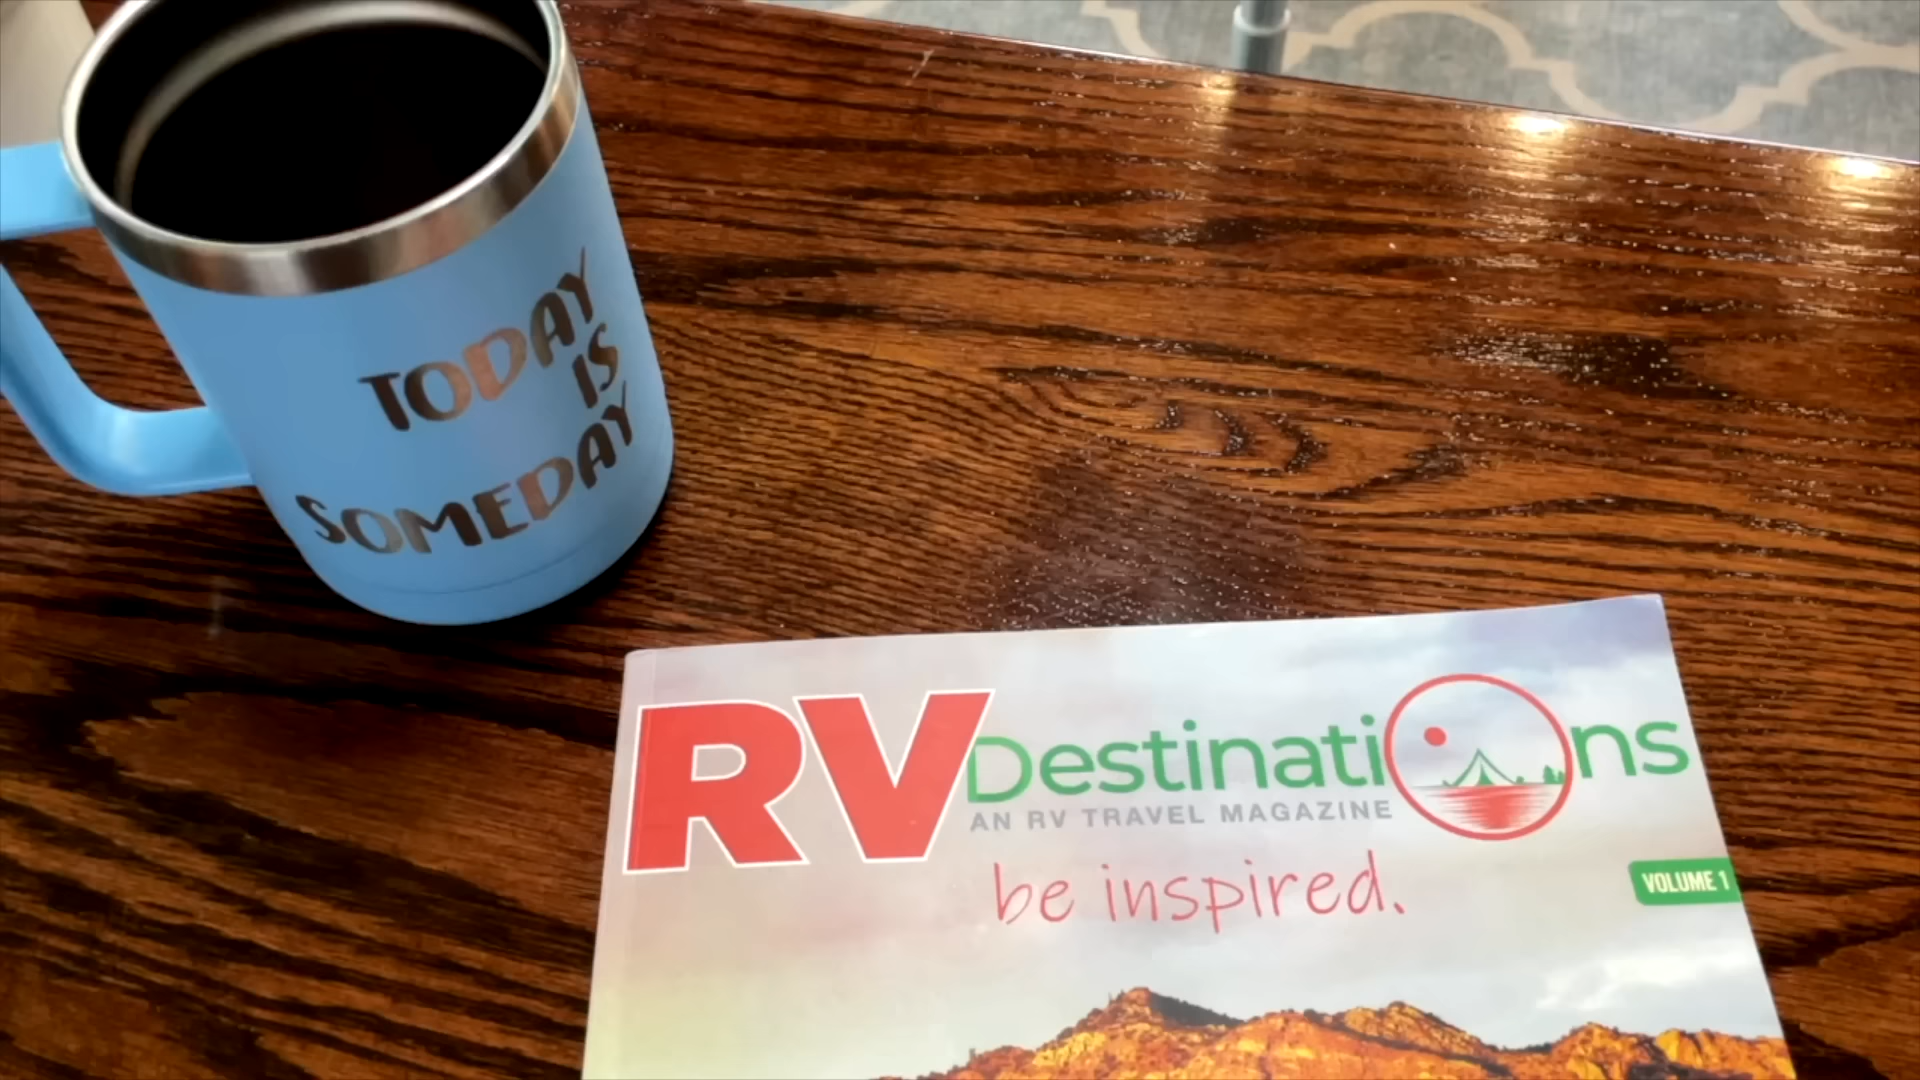 TODAY
IS
SOMEDAY
RV Destinations
AN RV TRAVEL MAGAZINE
be inspired.
VOLUME 1